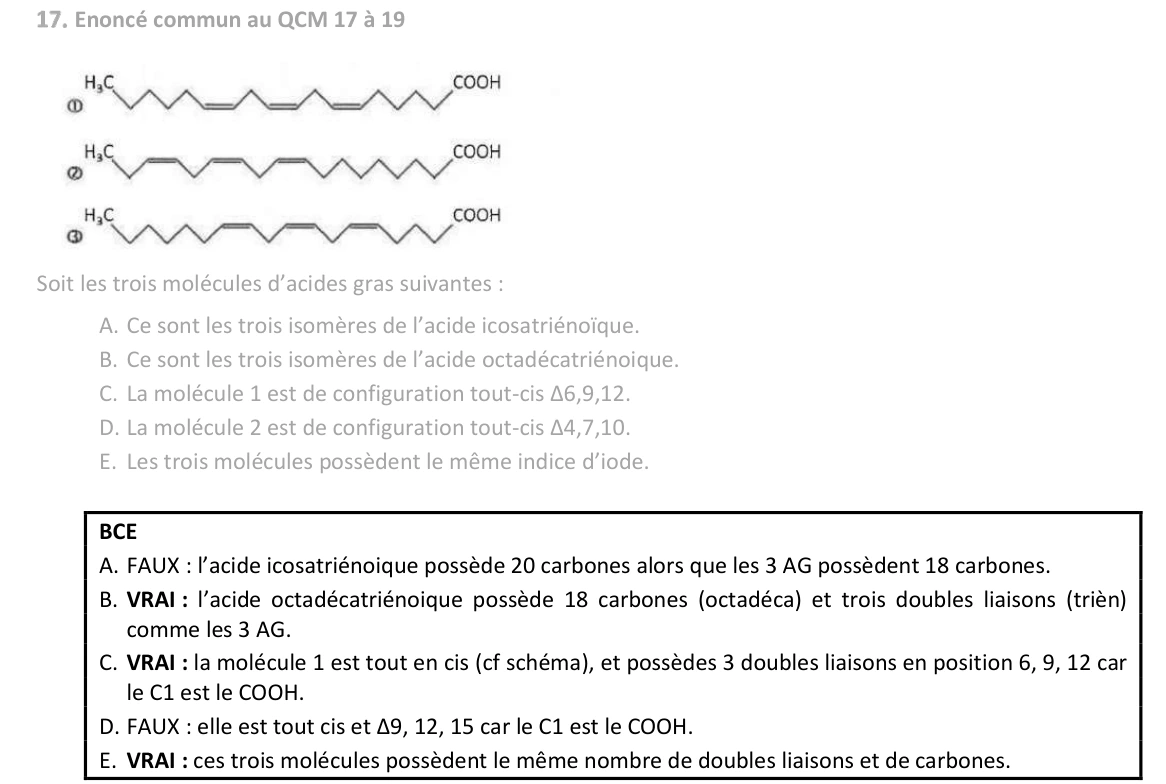 17. Enoncé commun au QCM 17 à 19
H₃C COOH
①
H₃C COOH
②
H₃C COOH
③
Soit les trois molécules d'acides gras suivantes :
A. Ce sont les trois isomères de l'acide icosatriénoïque.
B. Ce sont les trois isomères de l'acide octadécatriénoique.
C. La molécule 1 est de configuration tout-cis Δ6,9,12.
D. La molécule 2 est de configuration tout-cis Δ4,7,10.
E. Les trois molécules possèdent le même indice d'iode.
BCE
A. FAUX : l'acide icosatriénoique possède 20 carbones alors que les 3 AG possèdent 18 carbones.
B. VRAI : l'acide octadécatriénoique possède 18 carbones (octadéca) et trois doubles liaisons (trièn)
comme les 3 AG.
C. VRAI : la molécule 1 est tout en cis (cf schéma), et possèdes 3 doubles liaisons en position 6, 9, 12 car
le C1 est le COOH.
D. FAUX : elle est tout cis et Δ9, 12, 15 car le C1 est le COOH.
E. VRAI : ces trois molécules possèdent le même nombre de doubles liaisons et de carbones.